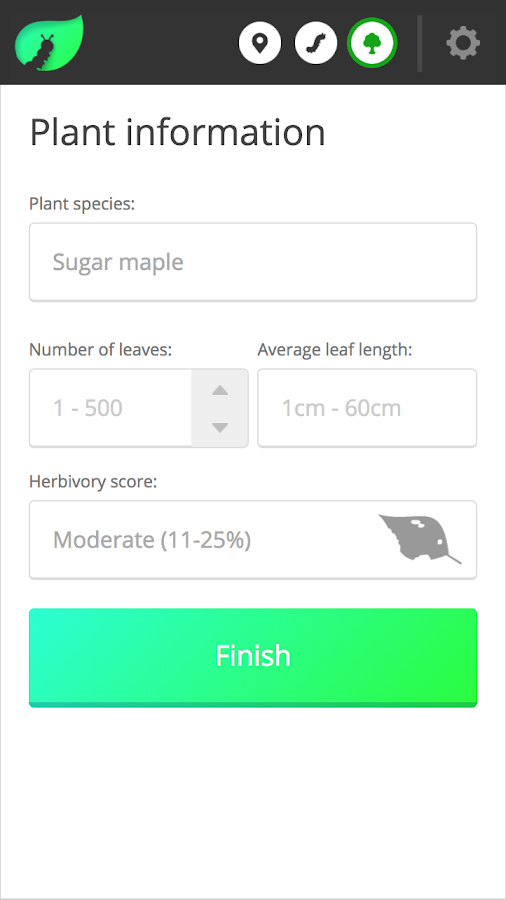 Plant information
Plant species:
Sugar maple
Number of leaves:
Average leaf length:
1 - 500
1cm - 60cm
Herbivory score:
Moderate (11-25%)
Finish